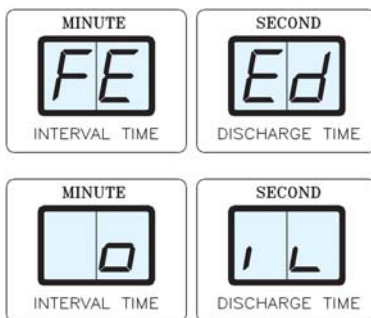 MINUTE SECOND
FE Ed
INTERVAL TIME DISCHARGE TIME
MINUTE SECOND
o iL
INTERVAL TIME DISCHARGE TIME